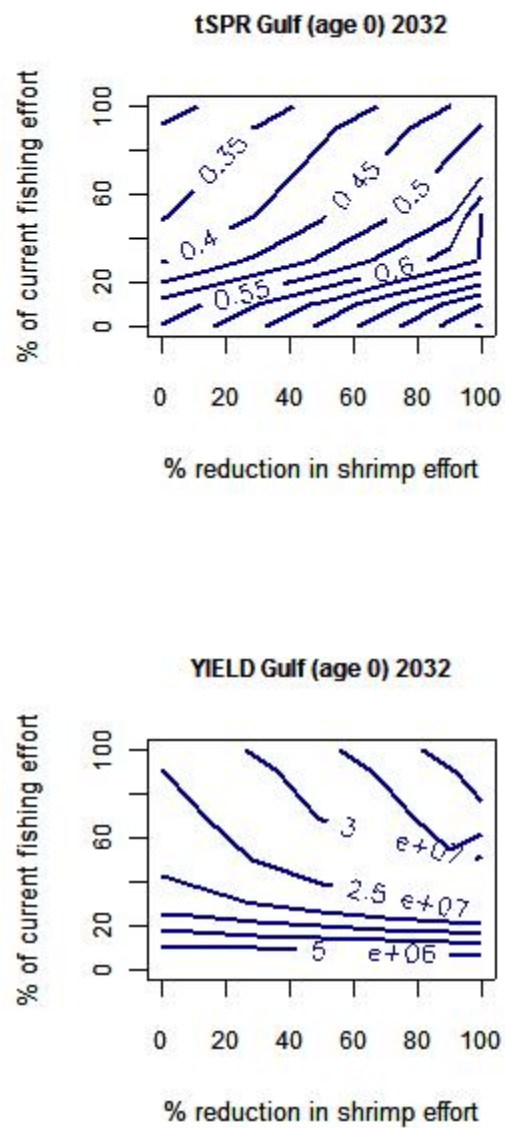 tSPR Gulf (age 0) 2032
% of current fishing effort
100
60
20
0
0.35
0.4
0.45
0.5
0.55
0.6
0 20 40 60 80 100
% reduction in shrimp effort
YIELD Gulf (age 0) 2032
% of current fishing effort
100
60
20
0
3 e+07
2.5 e+07
5 e+06
0 20 40 60 80 100
% reduction in shrimp effort